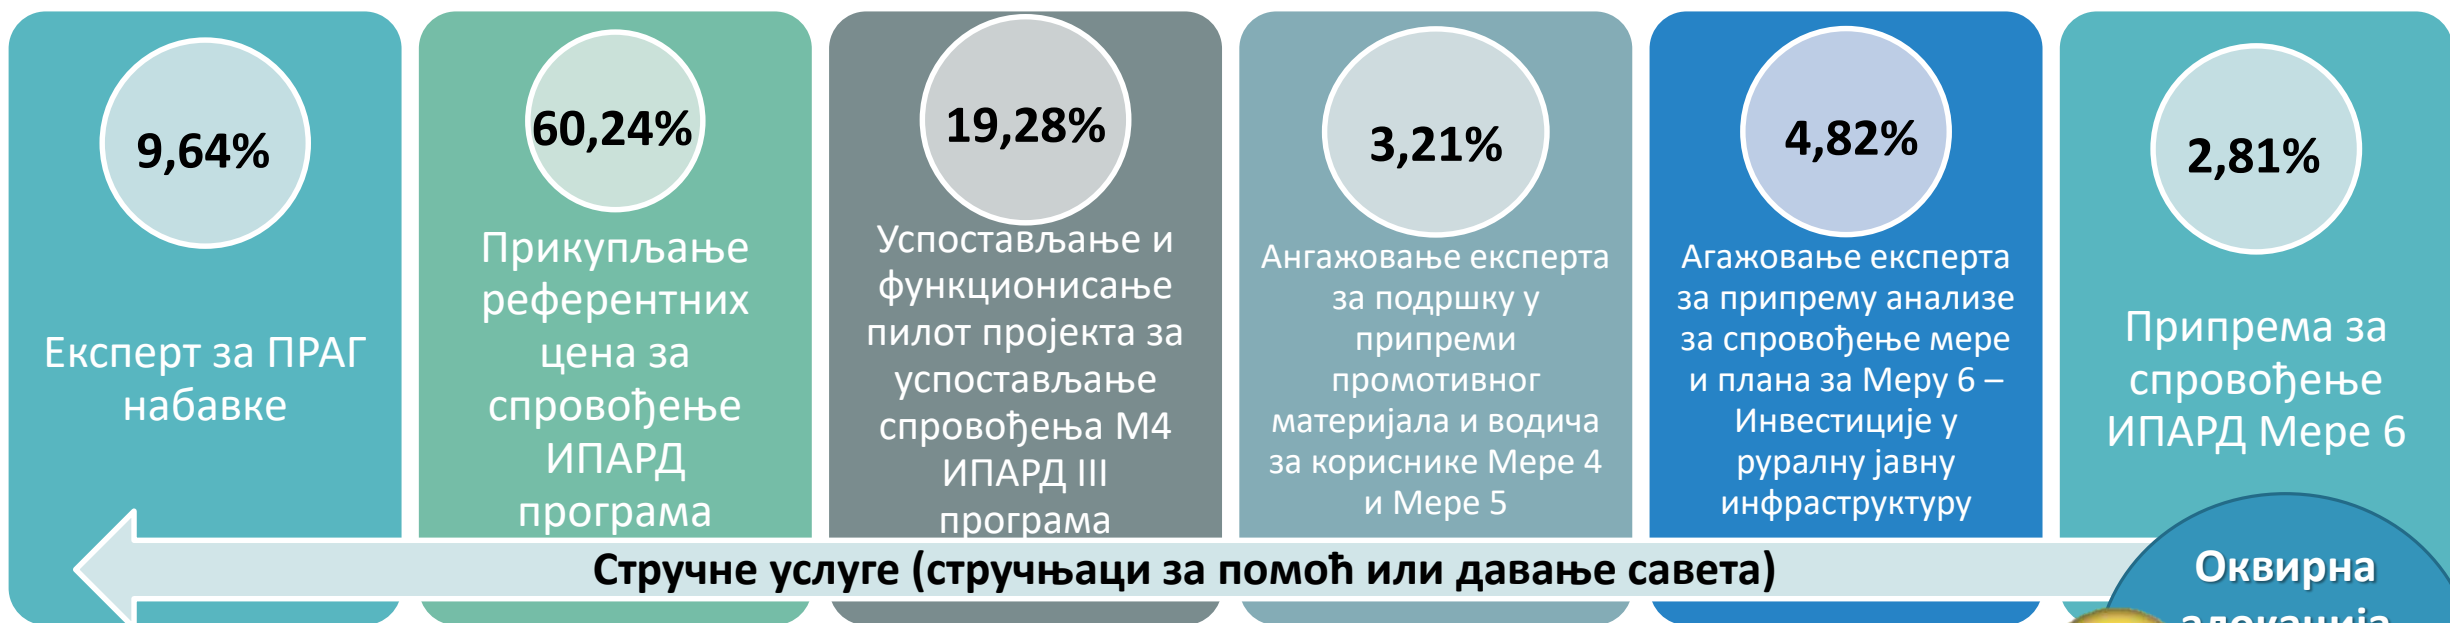 9,64%
Експерт за ПРАГ
набавке
60,24%
Прикупљање
референтних
цена за
спровођење
ИПАРД
програма
19,28%
Успостављање и
функционисање
пилот пројекта за
успостављање
спровођења М4
ИПАРД III
програма
3,21%
Ангажовање експерта
за подршку у
припреми
промотивног
материјала и водича
за кориснике Мере 4
и Мере 5
4,82%
Агажовање експерта
за припрему анализе
за спровођење мере
и плана за Меру 6 –
Инвестиције у
руралну јавну
инфраструктуру
2,81%
Припрема за
спровођење
ИПАРД Мере 6
Стручне услуге (стручњаци за помоћ или давање савета)
Оквирна
алокација